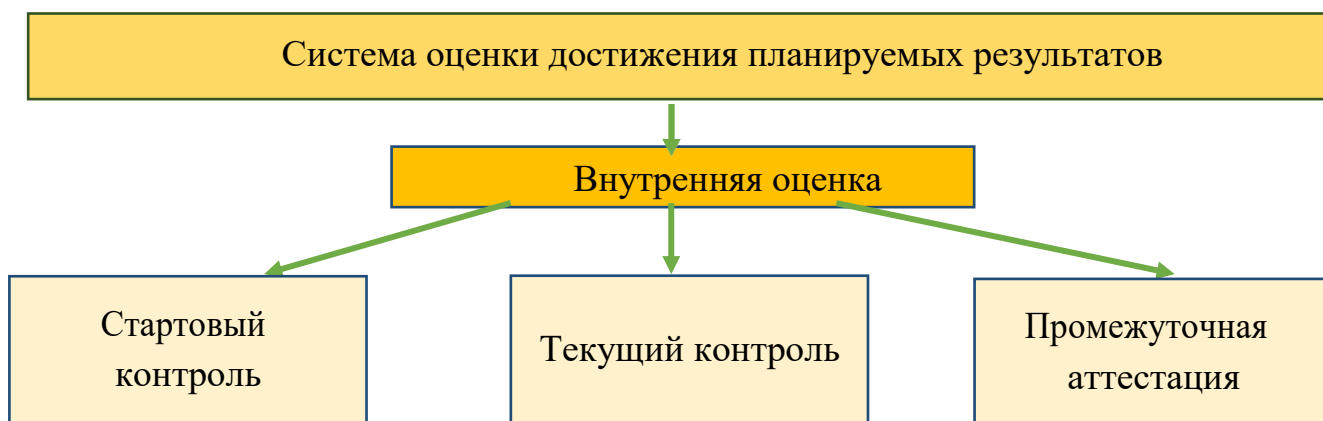 Система оценки достижения планируемых результатов
Внутренняя оценка
Стартовый
контроль
Текущий контроль
Промежуточная
аттестация